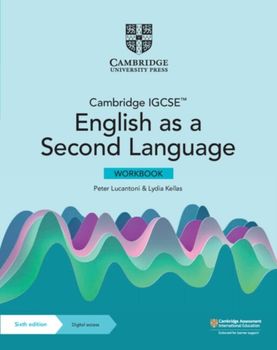 CAMBRIDGE
UNIVERSITY PRESS
Cambridge IGCSE™
English as a
Second Language
WORKBOOK
Peter Lucantoni & Lydia Kellas
Sixth edition
Digital access
Cambridge Assessment
International Education
Endorsed for learner support